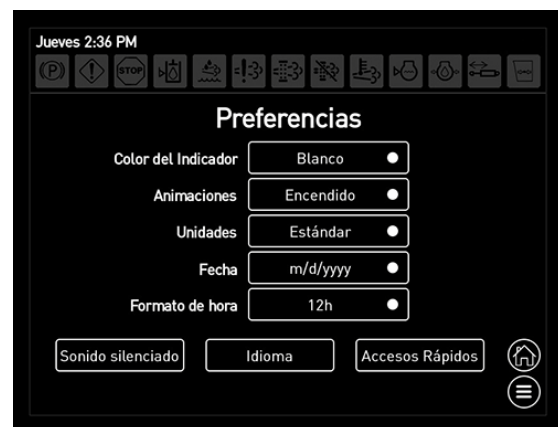 Jueves 2:36 PM
(P) STOP
Preferencias
Color del Indicador Blanco
Animaciones Encendido
Unidades Estándar
Fecha m/d/yyyy
Formato de hora 12h
Sonido silenciado Idioma Accesos Rápidos